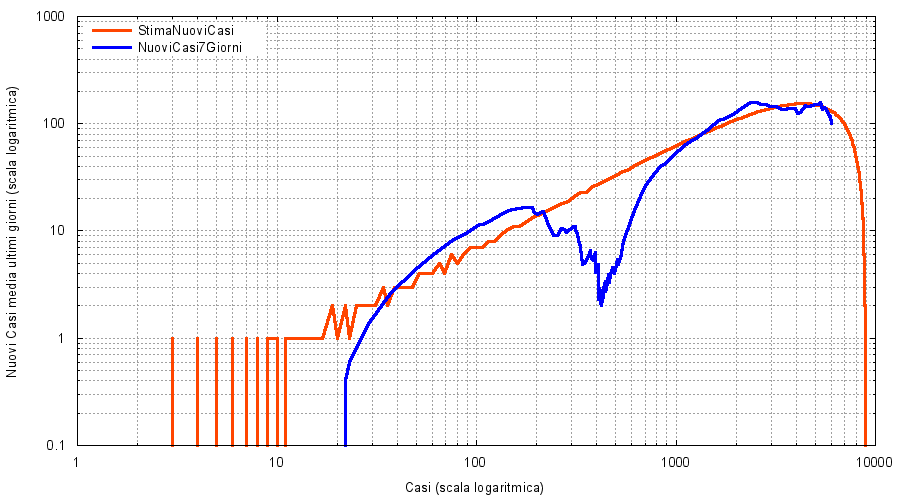 1000
100
10
1
0.1
1
10
100
1000
10000
StimaNuoviCasi
NuoviCasi7Giorni
Nuovi Casi media ultimi giorni (scala logaritmica)
Casi (scala logaritmica)